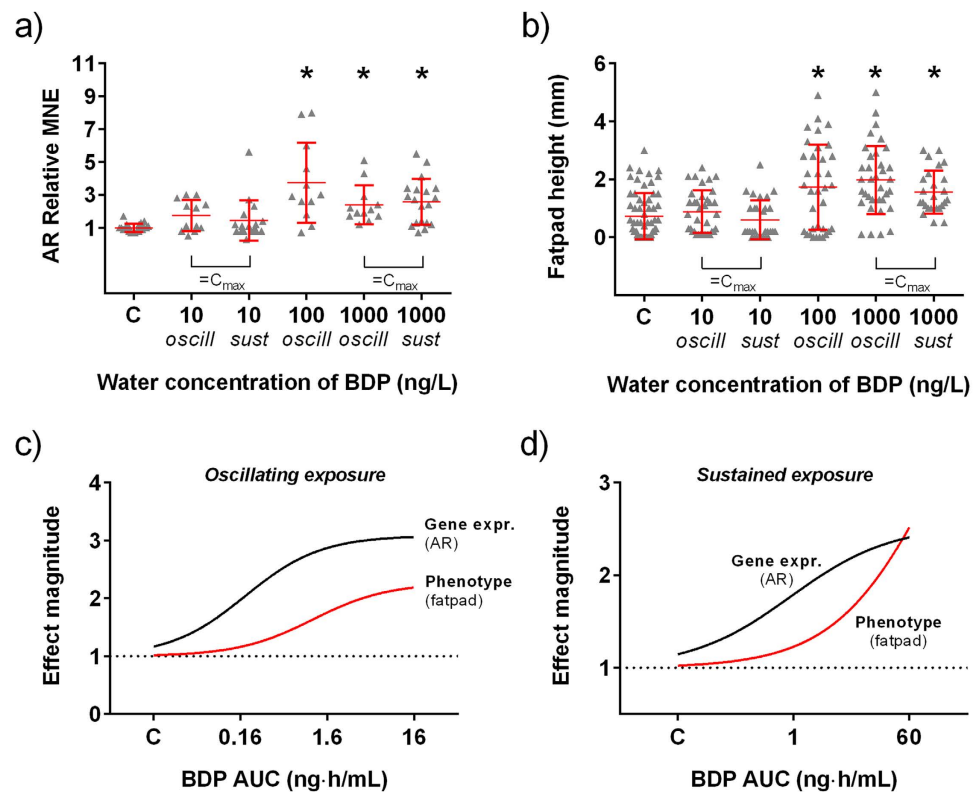 a)
AR Relative MNE
11
9
7
5
3
1
* * *
=Cmax =Cmax
C 10 10 100 1000 1000
oscill sust oscill oscill sust
Water concentration of BDP (ng/L)
b)
Fatpad height (mm)
6
4
2
0
* * *
=Cmax =Cmax
C 10 10 100 1000 1000
oscill sust oscill oscill sust
Water concentration of BDP (ng/L)
c)
Oscillating exposure
Effect magnitude
4
3
2
1
0
Gene expr.
(AR)
Phenotype
(fatpad)
C 0.16 1.6 16
BDP AUC (ng·h/mL)
d)
Sustained exposure
Effect magnitude
3
2
1
Gene expr.
(AR)
Phenotype
(fatpad)
C 1 60
BDP AUC (ng·h/mL)